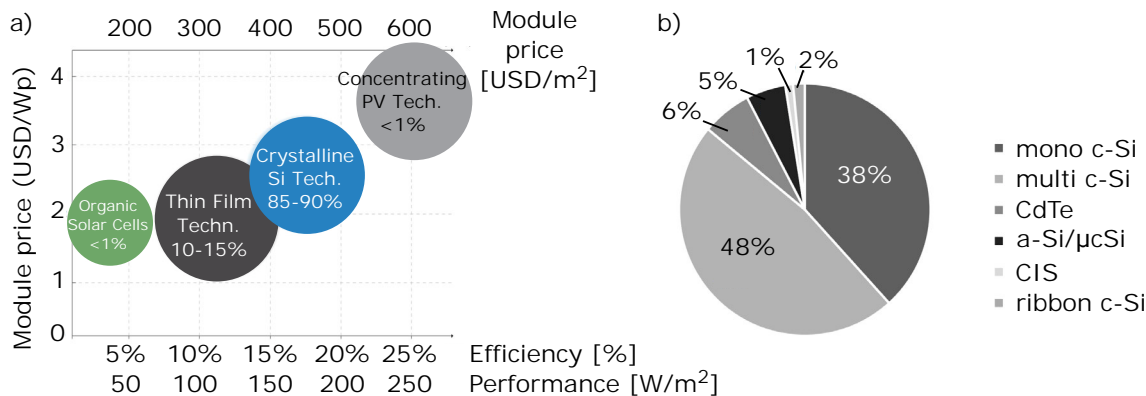 a)
200 300 400 500 600
Module
price
[USD/m²]
Module price (USD/Wp)
4
3
2
1
0
Concentrating
PV Tech.
<1%
Crystalline
Si Tech.
85-90%
Organic
Solar Cells
<1%
Thin Film
Techn.
10-15%
5% 10% 15% 20% 25% Efficiency [%]
50 100 150 200 250 Performance [W/m²]
b)
1% 2%
5%
6%
38%
48%
mono c-Si
multi c-Si
CdTe
a-Si/µcSi
CIS
ribbon c-Si